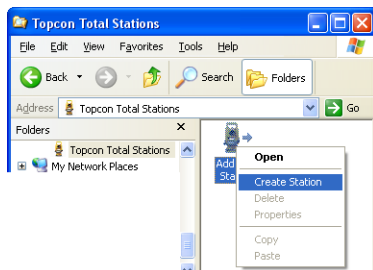 Topcon Total Stations
File Edit View Favorites Tools Help
Back Search Folders
Address Topcon Total Stations Go
Folders
Topcon Total Stations
My Network Places
Add
Sta
Open
Create Station
Delete
Properties
Copy
Paste